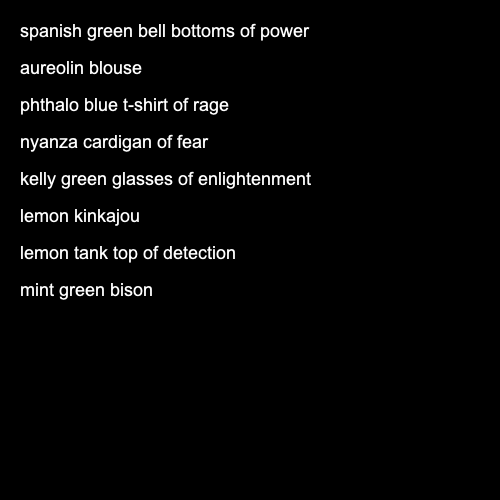 spanish green bell bottoms of power
aureolin blouse
phthalo blue t-shirt of rage
nyanza cardigan of fear
kelly green glasses of enlightenment
lemon kinkajou
lemon tank top of detection
mint green bison